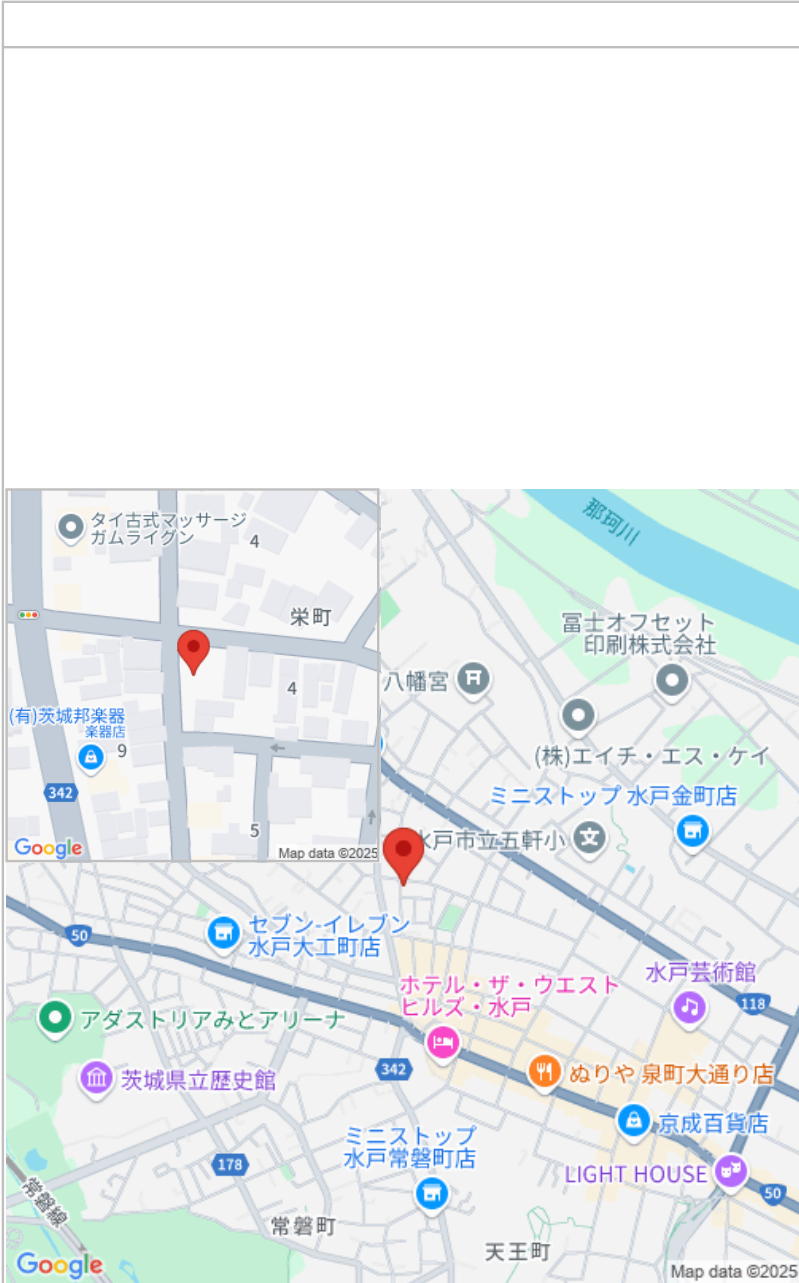 タイ古式マッサージ
ガムライグン
4
栄町
4
(有)茨城邦楽器
楽器店
9
342
5
Google
Map data ©2025
那珂川
冨士オフセット
印刷株式会社
八幡宮
(株)エイチ・エス・ケイ
ミニストップ 水戸金町店
水戸市立五軒小
文
50
セブン-イレブン
水戸大工町店
水戸芸術館
ホテル・ザ・ウエスト
ヒルズ・水戸
118
アダストリアみとアリーナ
342
茨城県立歴史館
ぬりや 泉町大通り店
京成百貨店
ミニストップ
水戸常磐町店
178
LIGHT HOUSE
50
常磐線
常磐町
天王町
Google
Map data ©2025